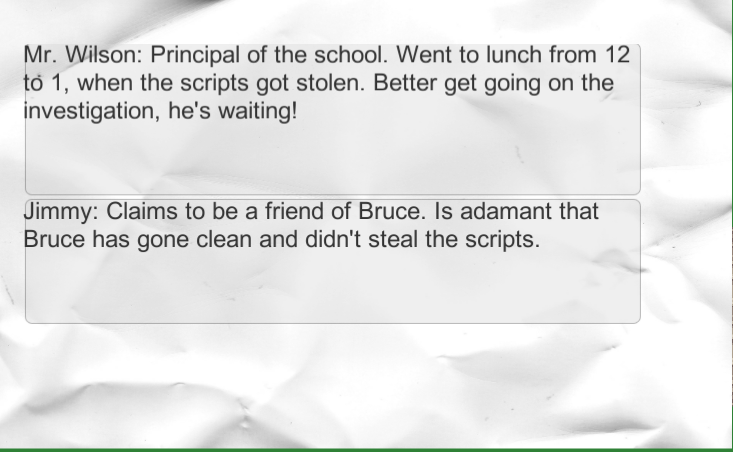 Mr. Wilson: Principal of the school. Went to lunch from 12
to 1, when the scripts got stolen. Better get going on the
investigation, he's waiting!
Jimmy: Claims to be a friend of Bruce. Is adamant that
Bruce has gone clean and didn't steal the scripts.